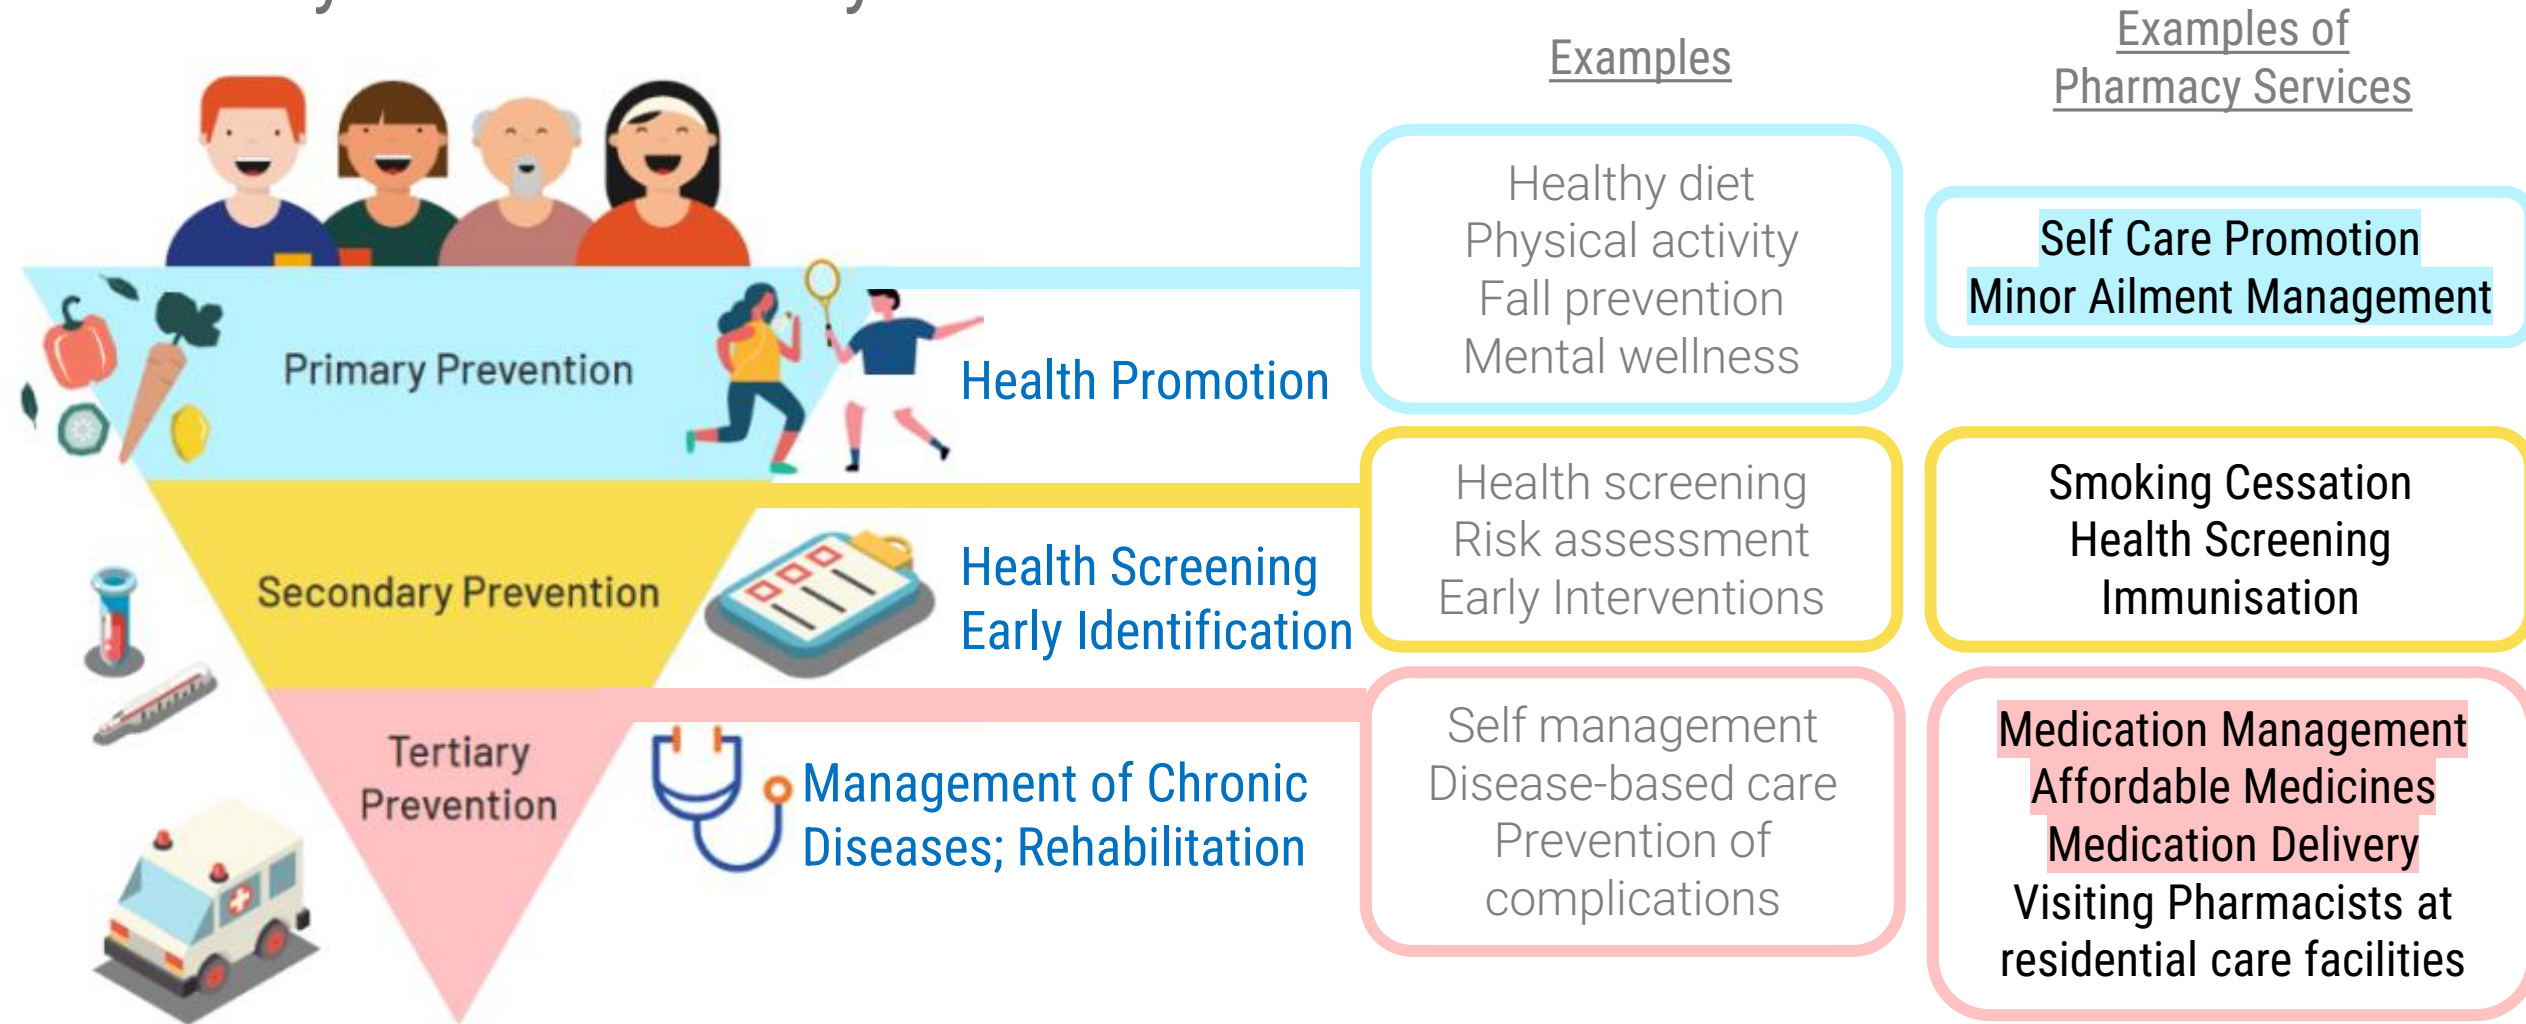 Examples
Examples of
Pharmacy Services
Primary Prevention
Health Promotion
Healthy diet
Physical activity
Fall prevention
Mental wellness
Self Care Promotion
Minor Ailment Management
Secondary Prevention
Health Screening
Early Identification
Health screening
Risk assessment
Early Interventions
Smoking Cessation
Health Screening
Immunisation
Tertiary
Prevention
Management of Chronic
Diseases; Rehabilitation
Self management
Disease-based care
Prevention of
complications
Medication Management
Affordable Medicines
Medication Delivery
Visiting Pharmacists at
residential care facilities